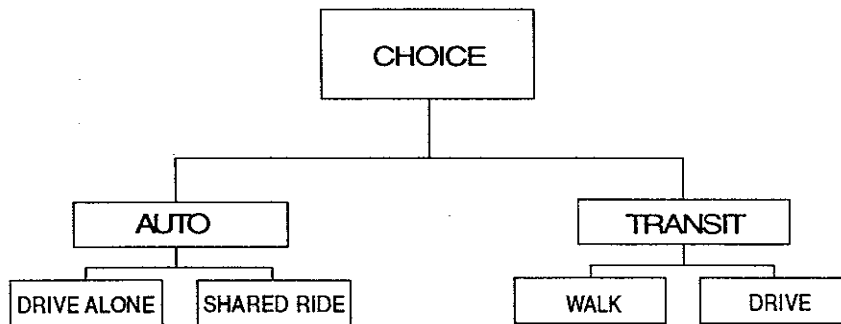 CHOICE
AUTO
TRANSIT
DRIVE ALONE
SHARED RIDE
WALK
DRIVE